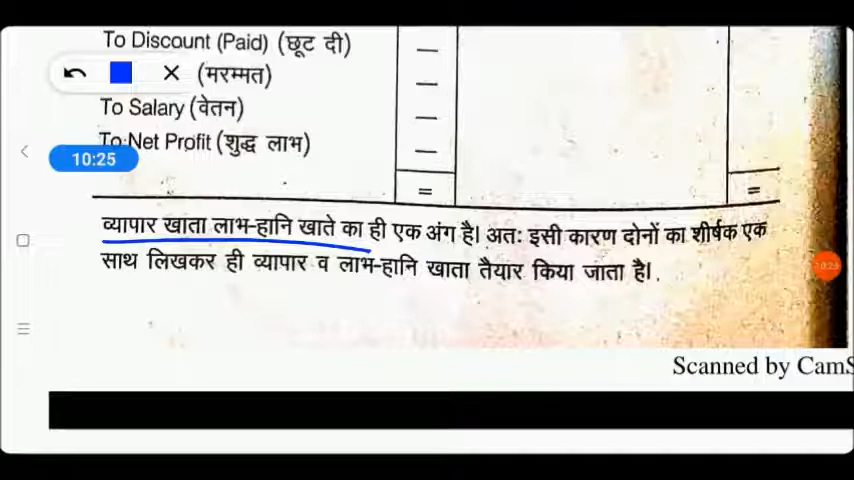 To Discount (Paid) (छूट दी)
(मरम्मत)
To Salary (वेतन)
To Net Profit (शुद्ध लाभ)
10:25
=
=
व्यापार खाता लाभ-हानि खाते का ही एक अंग है। अतः इसी कारण दोनों का शीर्षक एक
साथ लिखकर ही व्यापार व लाभ-हानि खाता तैयार किया जाता है।
Scanned by CamS